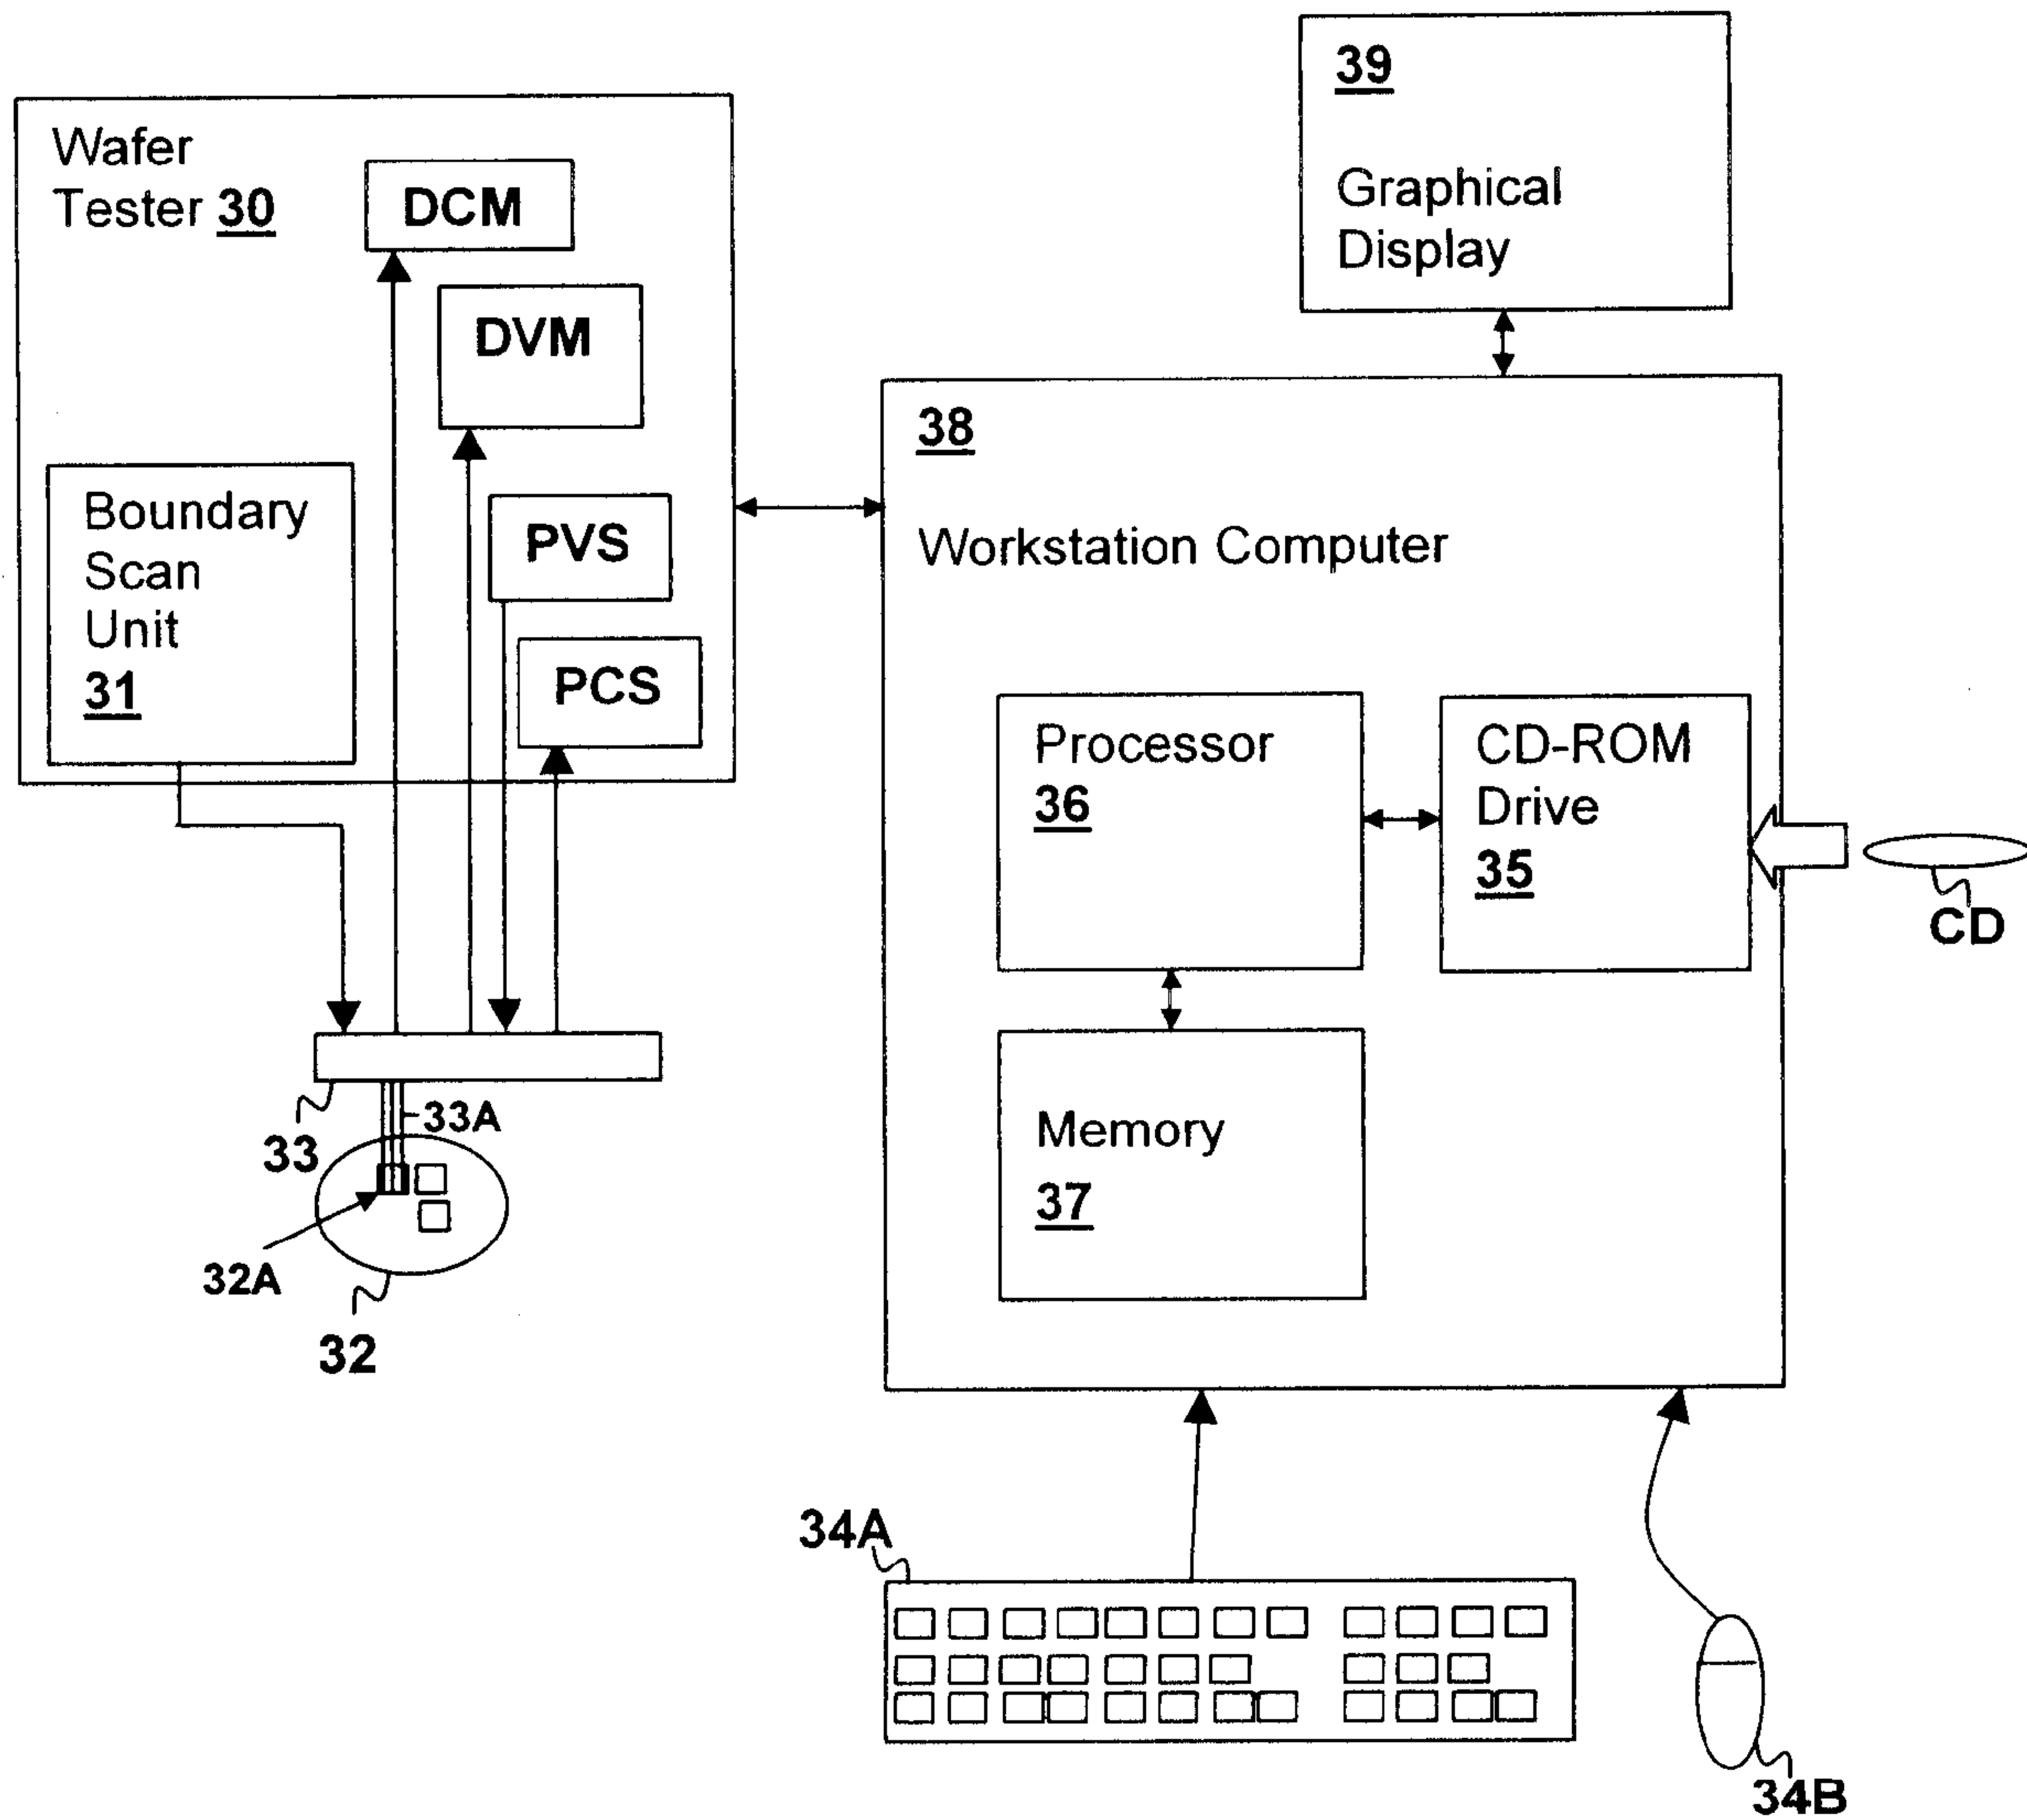 Wafer
Tester 30
DCM
DVM
PVS
PCS
Boundary
Scan
Unit
31
33
33A
32A
32
39
Graphical
Display
38
Workstation Computer
Processor
36
CD-ROM
Drive
35
CD
Memory
37
34A
34B